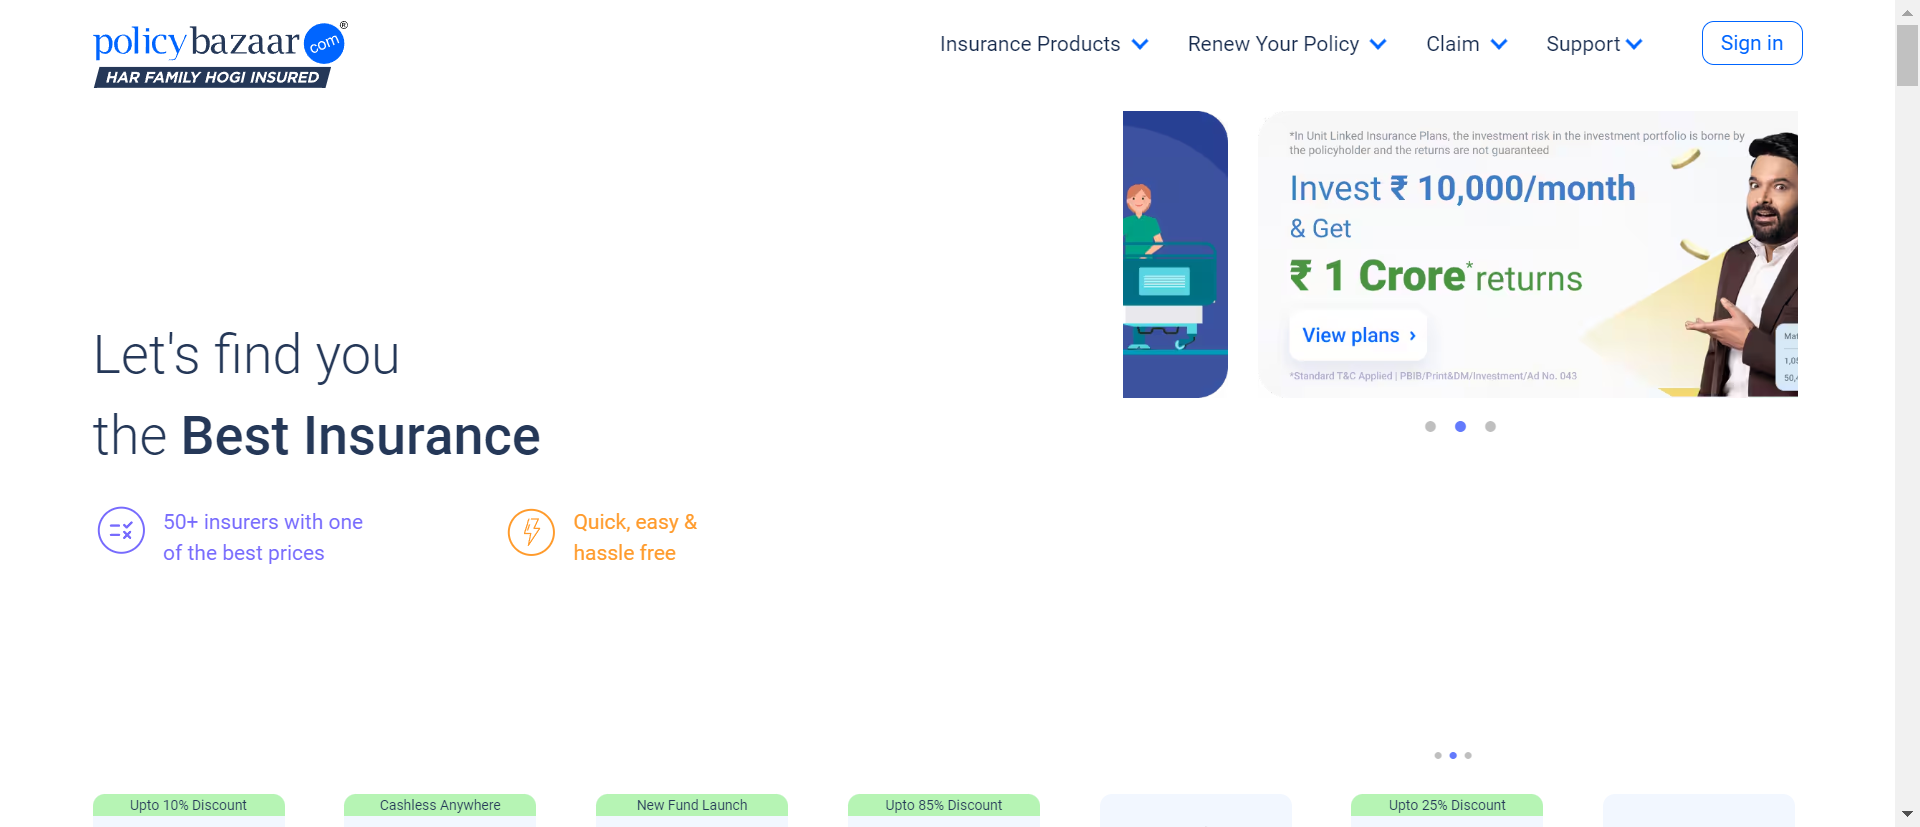 policybazaar.com®
HAR FAMILY HOGI INSURED
Insurance Products
Renew Your Policy
Claim
Support
Sign in
*In Unit Linked Insurance Plans, the investment risk in the investment portfolio is borne by
the policyholder and the returns are not guaranteed
Invest ₹ 10,000/month
& Get
₹ 1 Crore* returns
View plans ›
*Standard T&C Applied | PBIB/Print&DM/Investment/Ad No. 043
Let's find you
the Best Insurance
50+ insurers with one
of the best prices
Quick, easy &
hassle free
Upto 10% Discount
Cashless Anywhere
New Fund Launch
Upto 85% Discount
Upto 25% Discount